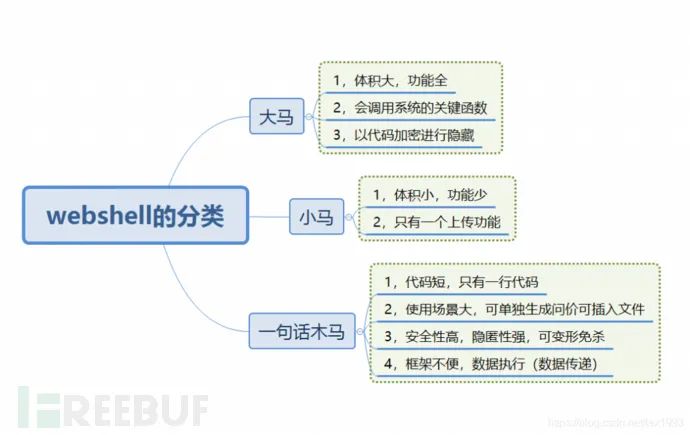 webshell的分类
大马
1，体积大，功能全
2，会调用系统的关键函数
3，以代码加密进行隐藏
小马
1，体积小，功能少
2，只有一个上传功能
一句话木马
1，代码短，只有一行代码
2，使用场景大，可单独生成问价可插入文件
3，安全性高，隐匿性强，可变形免杀
4，框架不便，数据执行（数据传递）
FREEBUF